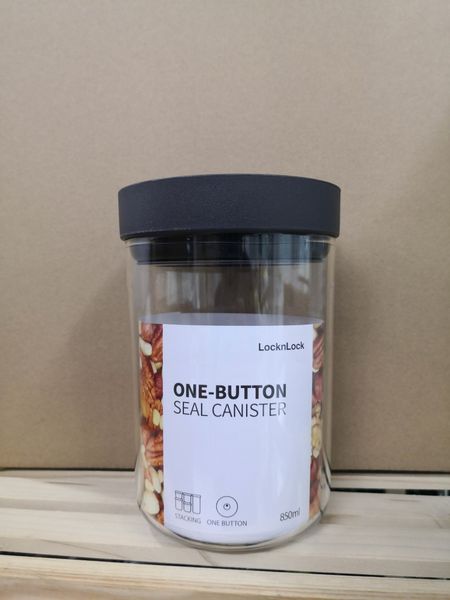 LocknLock
ONE-BUTTON
SEAL CANISTER
STACKING ONE BUTTON
850ml